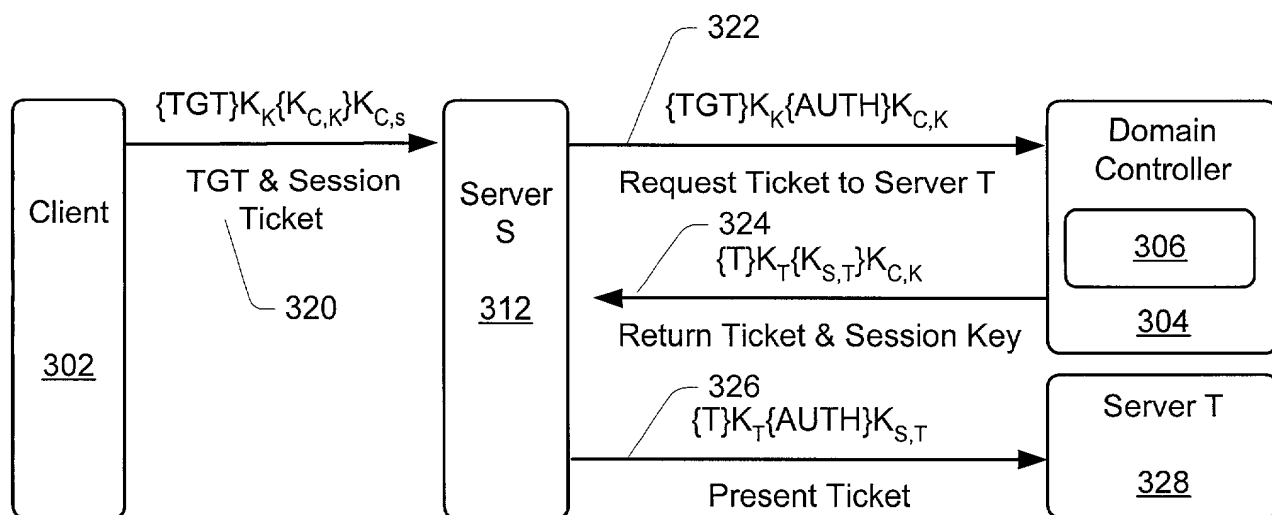 322
{TGT}K_K{K_C,K}K_C,s
{TGT}K_K{AUTH}K_C,K
TGT & Session
Ticket
320
Client
302
Server
S
312
Request Ticket to Server T
Domain
Controller
306
304
324
{T}K_T{K_S,T}K_C,K
Return Ticket & Session Key
326
{T}K_T{AUTH}K_S,T
Present Ticket
Server T
328